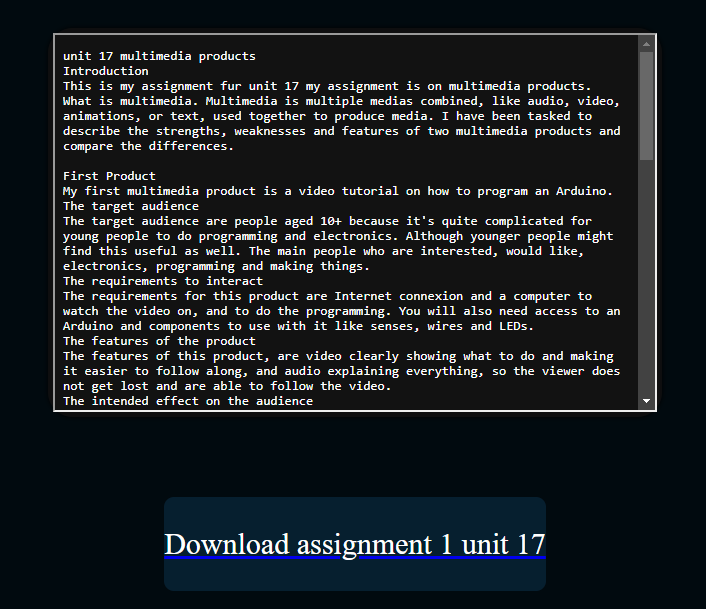 unit 17 multimedia products
Introduction
This is my assignment fur unit 17 my assignment is on multimedia products.
What is multimedia. Multimedia is multiple medias combined, like audio, video,
animations, or text, used together to produce media. I have been tasked to
describe the strengths, weaknesses and features of two multimedia products and
compare the differences.
First Product
My first multimedia product is a video tutorial on how to program an Arduino.
The target audience
The target audience are people aged 10+ because it's quite complicated for
young people to do programming and electronics. Although younger people might
find this useful as well. The main people who are interested, would like,
electronics, programming and making things.
The requirements to interact
The requirements for this product are Internet connexion and a computer to
watch the video on, and to do the programming. You will also need access to an
Arduino and components to use with it like senses, wires and LEDs.
The features of the product
The features of this product, are video clearly showing what to do and making
it easier to follow along, and audio explaining everything, so the viewer does
not get lost and are able to follow the video.
The intended effect on the audience
Download assignment 1 unit 17